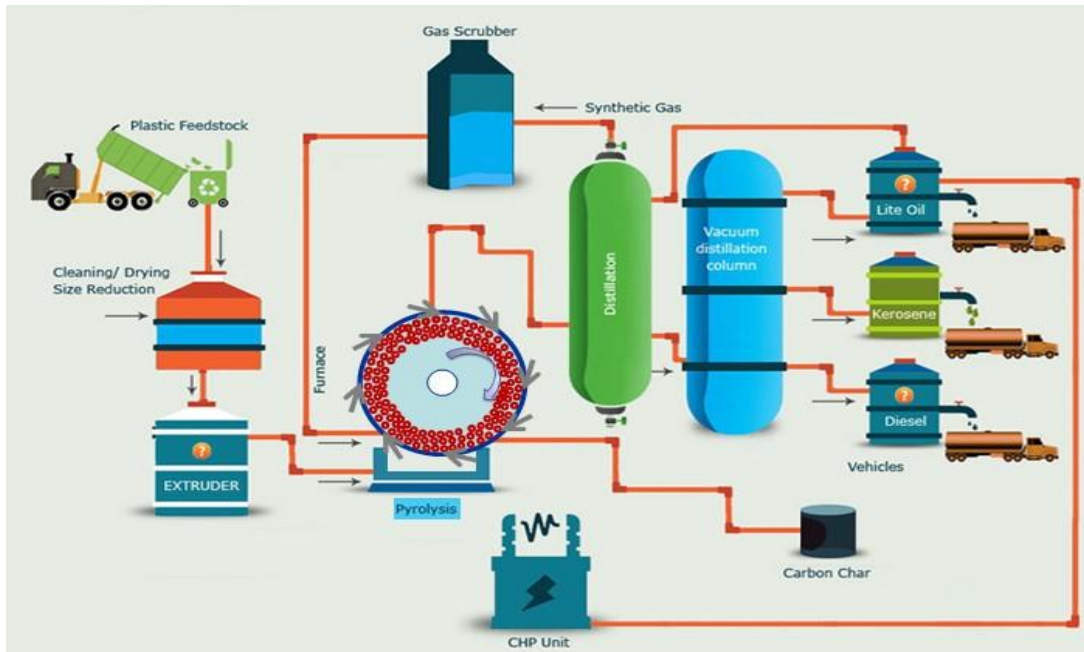 Gas Scrubber
Synthetic Gas
Plastic Feedstock
?
Lite Oil
Vacuum
distillation
column
Cleaning/ Drying
Size Reduction
Distillation
Kerosene
Furnace
?
Diesel
?
EXTRUDER
Vehicles
Pyrolysis
Carbon Char
CHP Unit